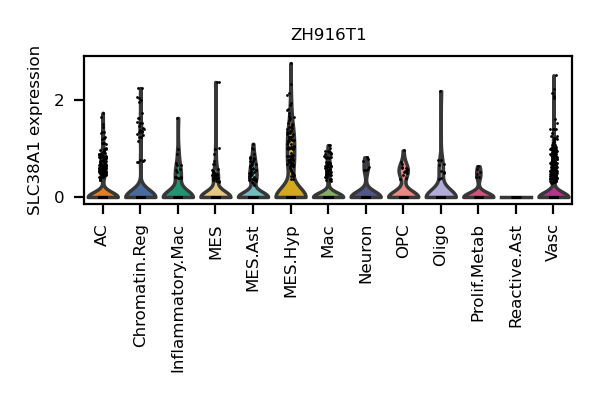 ZH916T1
SLC38A1 expression
2
0
AC
Chromatin.Reg
Inflammatory.Mac
MES
MES.Ast
MES.Hyp
Mac
Neuron
OPC
Oligo
Prolif.Metab
Reactive.Ast
Vasc